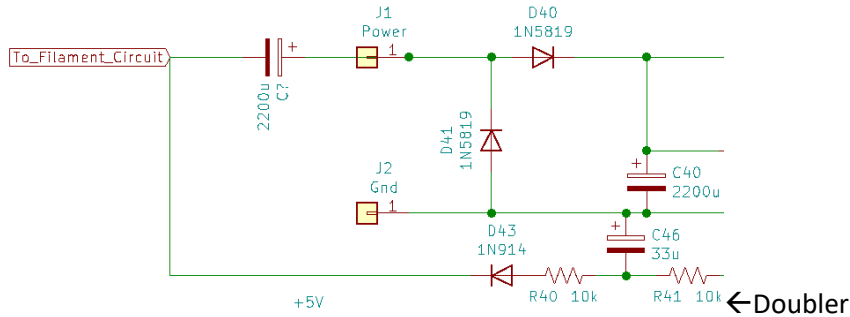 J1
Power
1
D40
1N5819
To_Filament_Circuit
+
2200u
C?
D41
1N5819
J2
Gnd
1
+
C40
2200u
D43
1N914
+
C46
33u
R40 10k
R41 10k
+5V
←Doubler